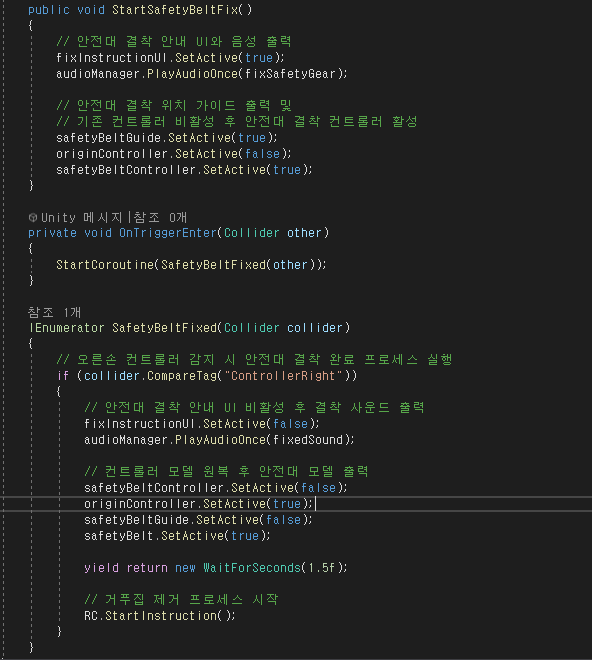 public void StartSafetyBeltFix()
{
// 안전대 결착 안내 UI와 음성 출력
fixInstructionUI.SetActive(true);
audioManager.PlayAudioOnce(fixSafetyGear);
// 안전대 결착 위치 가이드 출력 및
// 기존 컨트롤러 비활성 후 안전대 결착 컨트롤러 활성
safetyBeltGuide.SetActive(true);
originController.SetActive(false);
safetyBeltController.SetActive(true);
}
Unity 메시지|참조 0개
private void OnTriggerEnter(Collider other)
{
StartCoroutine(SafetyBeltFixed(other));
}
참조 1개
IEnumerator SafetyBeltFixed(Collider collider)
{
// 오른손 컨트롤러 감지 시 안전대 결착 완료 프로세스 실행
if (collider.CompareTag("ControllerRight"))
{
// 안전대 결착 안내 UI 비활성 후 결착 사운드 출력
fixInstructionUI.SetActive(false);
audioManager.PlayAudioOnce(fixedSound);
// 컨트롤러 모델 원복 후 안전대 모델 출력
safetyBeltController.SetActive(false);
originController.SetActive(true);
safetyBeltGuide.SetActive(false);
safetyBelt.SetActive(true);
yield return new WaitForSeconds(1.5f);
// 거푸집 제거 프로세스 시작
RC.StartInstruction();
}
}